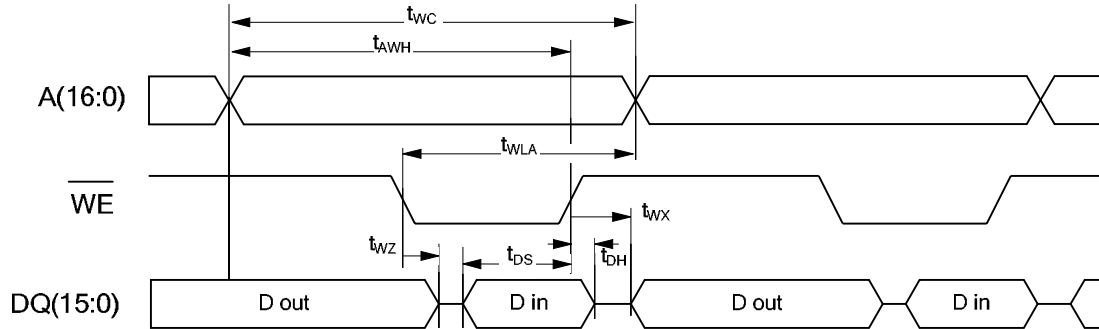 tWC
tAWH
A(16:0)
tWLA
WE
tWX
tWZ
tDS
tDH
DQ(15:0)
D out
D in
D out
D in